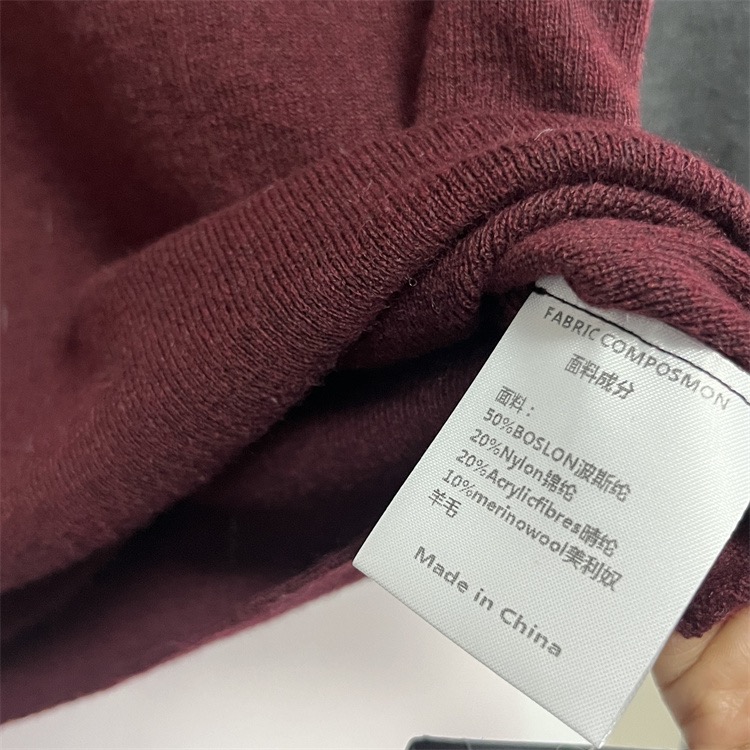 FABRIC COMPOSMON
面料成分
面料：
50%BOSLON波斯纶
20%Nylon绵纶
20%Acrylicfibres晴纶
10%merinowool美利奴
羊毛
Made in China